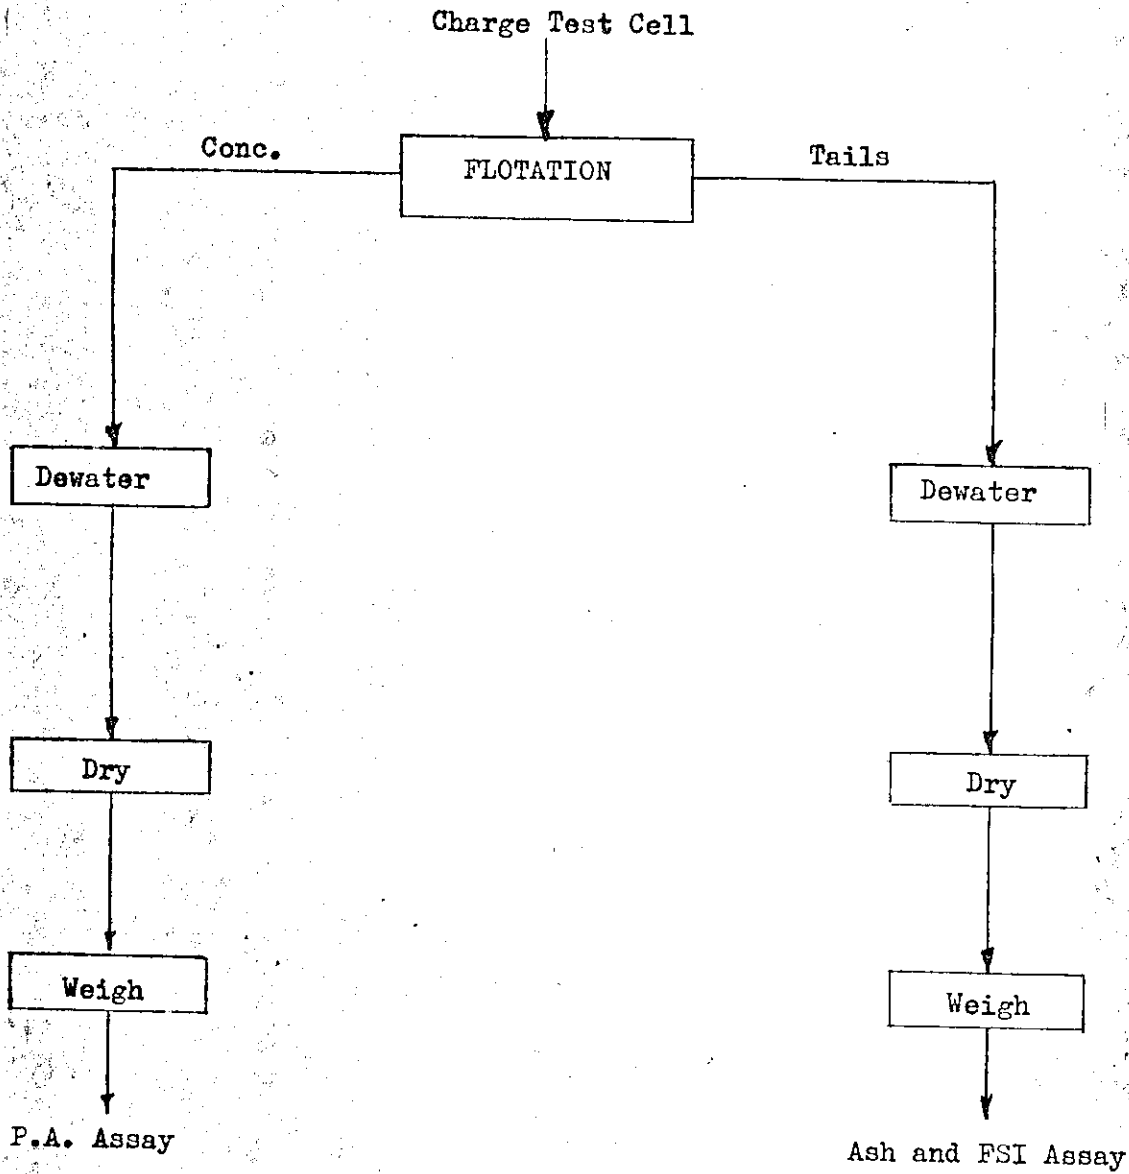 Charge Test Cell
Conc.
FLOTATION
Tails
Dewater
Dewater
Dry
Dry
Weigh
Weigh
P.A. Assay
Ash and FSI Assay